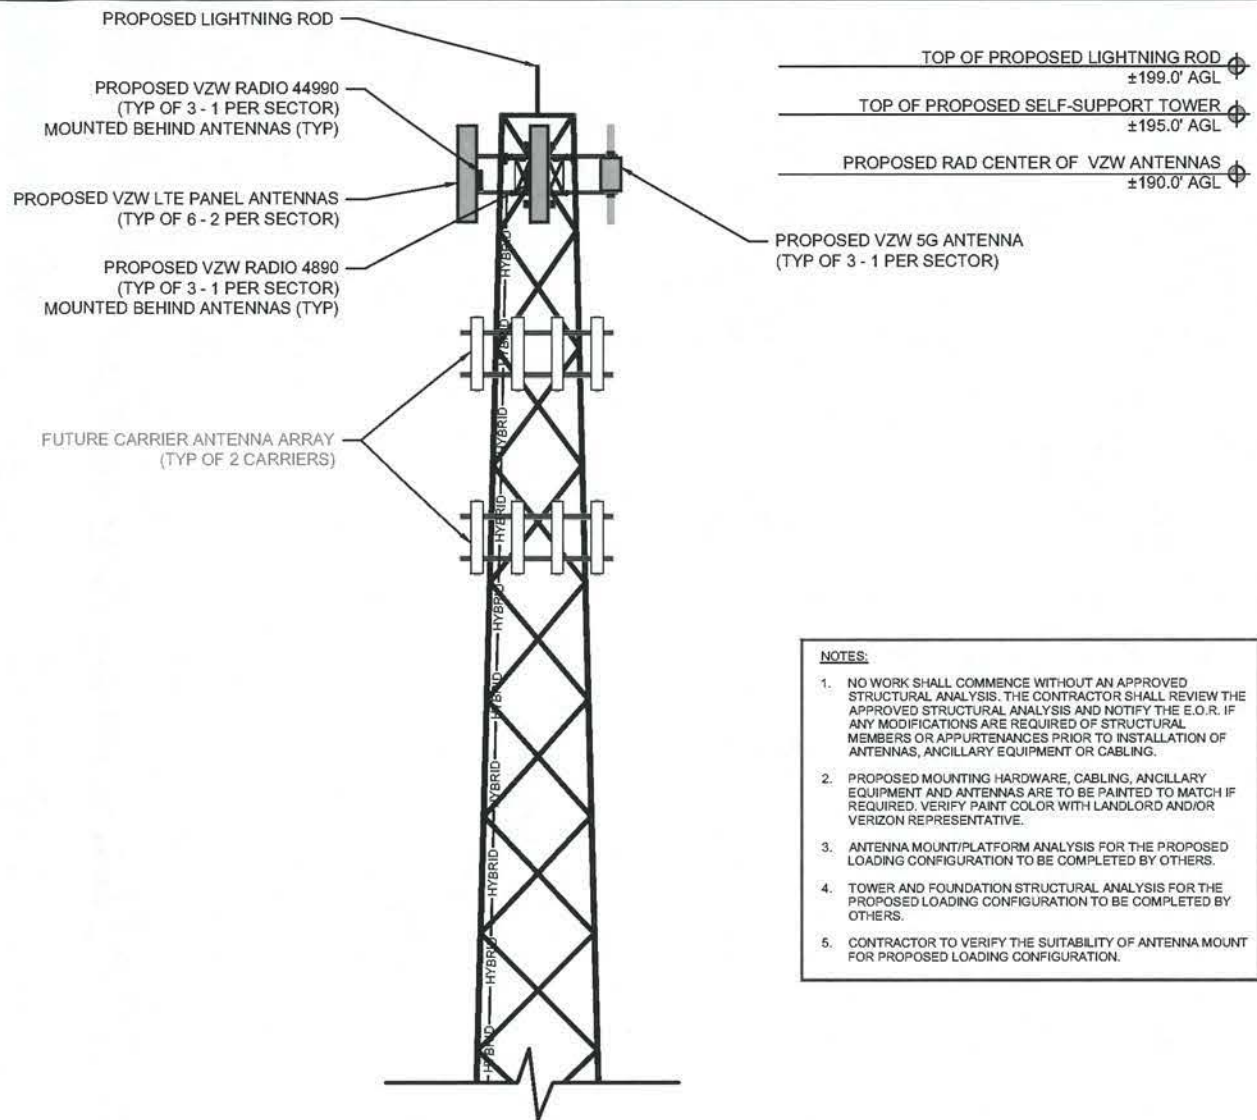 PROPOSED LIGHTNING ROD
PROPOSED VZW RADIO 44990
(TYP OF 3 - 1 PER SECTOR)
MOUNTED BEHIND ANTENNAS (TYP)
PROPOSED VZW LTE PANEL ANTENNAS
(TYP OF 6 - 2 PER SECTOR)
PROPOSED VZW RADIO 4890
(TYP OF 3 - 1 PER SECTOR)
MOUNTED BEHIND ANTENNAS (TYP)
FUTURE CARRIER ANTENNA ARRAY
(TYP OF 2 CARRIERS)
TOP OF PROPOSED LIGHTNING ROD
±199.0' AGL
TOP OF PROPOSED SELF-SUPPORT TOWER
±195.0' AGL
PROPOSED RAD CENTER OF VZW ANTENNAS
±190.0' AGL
PROPOSED VZW 5G ANTENNA
(TYP OF 3 - 1 PER SECTOR)
HYBRID
HYBRID
HYBRID
HYBRID
HYBRID
HYBRID
HYBRID
HYBRID
HYBRID
HYBRID
NOTES:
1. NO WORK SHALL COMMENCE WITHOUT AN APPROVED
STRUCTURAL ANALYSIS. THE CONTRACTOR SHALL REVIEW THE
APPROVED STRUCTURAL ANALYSIS AND NOTIFY THE E.O.R. IF
ANY MODIFICATIONS ARE REQUIRED OF STRUCTURAL
MEMBERS OR APPURTENANCES PRIOR TO INSTALLATION OF
ANTENNAS, ANCILLARY EQUIPMENT OR CABLING.
2. PROPOSED MOUNTING HARDWARE, CABLING, ANCILLARY
EQUIPMENT AND ANTENNAS ARE TO BE PAINTED TO MATCH IF
REQUIRED. VERIFY PAINT COLOR WITH LANDLORD AND/OR
VERIZON REPRESENTATIVE.
3. ANTENNA MOUNT/PLATFORM ANALYSIS FOR THE PROPOSED
LOADING CONFIGURATION TO BE COMPLETED BY OTHERS.
4. TOWER AND FOUNDATION STRUCTURAL ANALYSIS FOR THE
PROPOSED LOADING CONFIGURATION TO BE COMPLETED BY
OTHERS.
5. CONTRACTOR TO VERIFY THE SUITABILITY OF ANTENNA MOUNT
FOR PROPOSED LOADING CONFIGURATION.